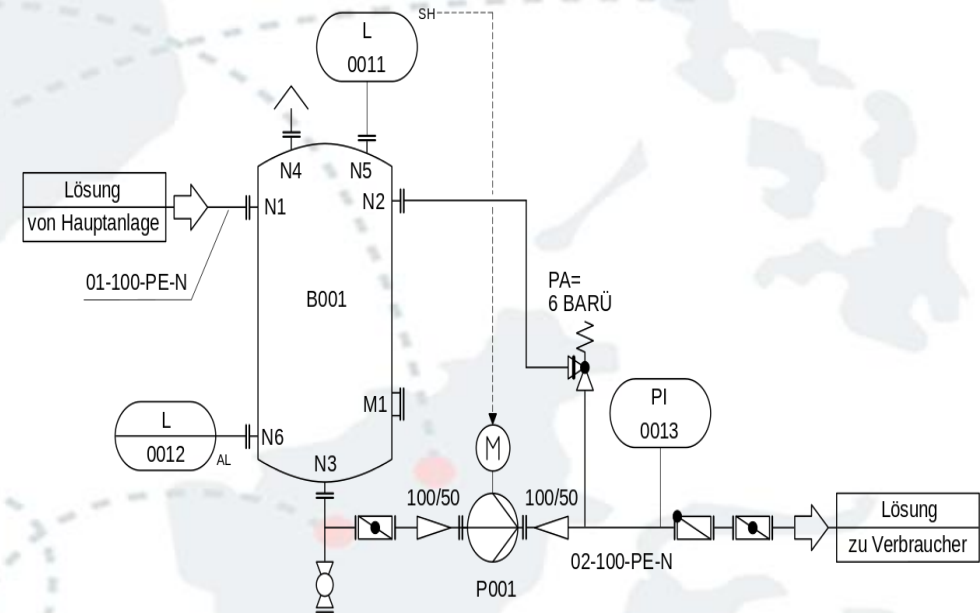 SH
L
0011
N4
N5
Lösung
von Hauptanlage
N1
N2
01-100-PE-N
B001
PA=
6 BARÜ
M1
PI
0013
L
0012
AL
N6
N3
M
100/50
100/50
Lösung
zu Verbraucher
02-100-PE-N
P001